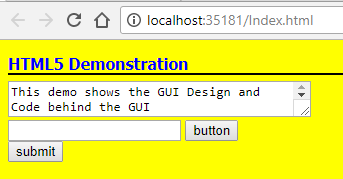 localhost:35181/Index.html
HTML5 Demonstration
This demo shows the GUI Design and
Code behind the GUI
button
submit